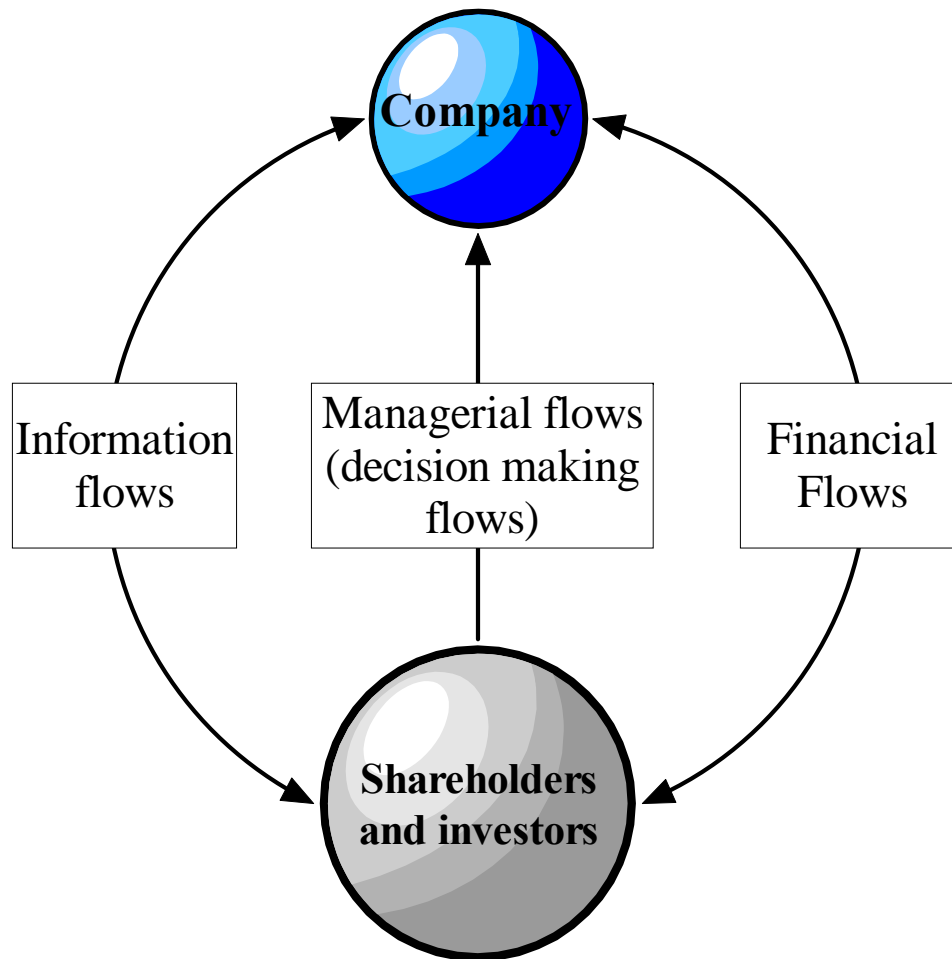 Company
Information
flows
Managerial flows
(decision making
flows)
Financial
Flows
Shareholders
and investors